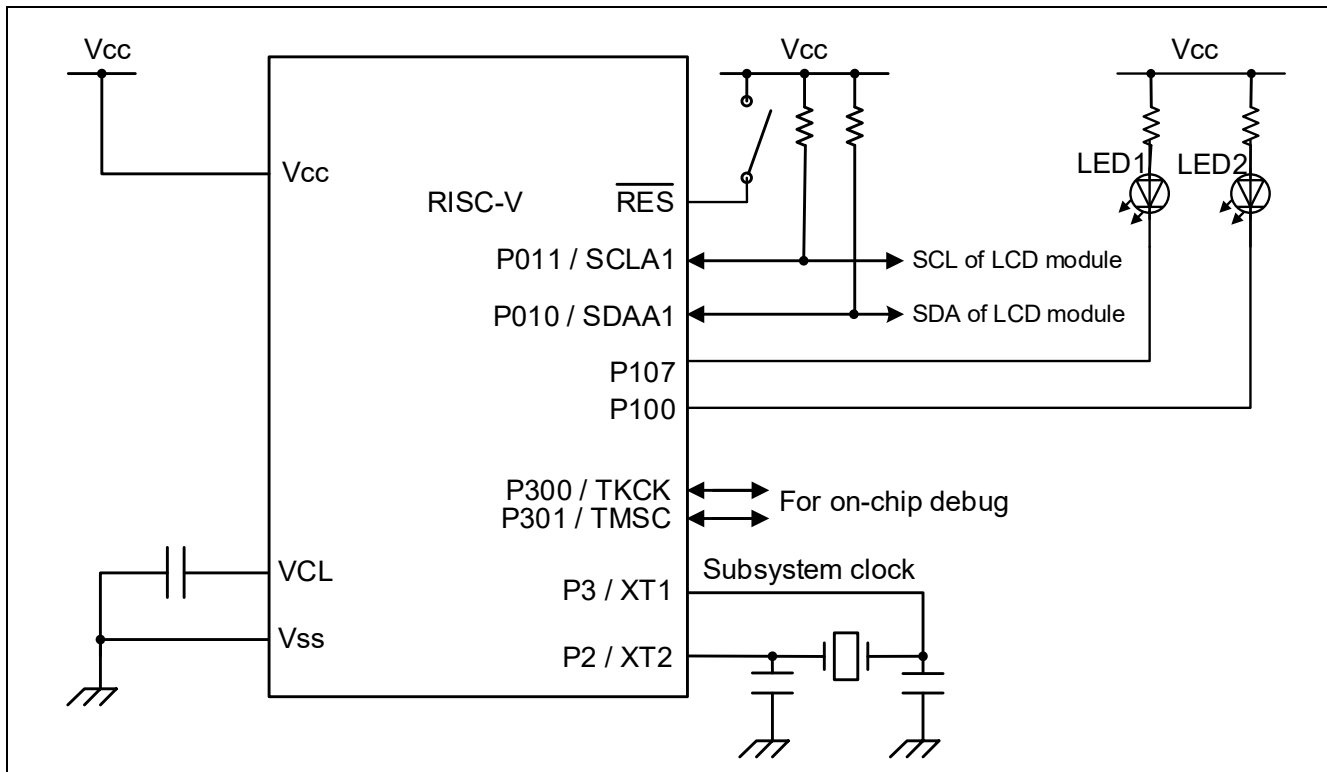 Vcc
Vcc
Vcc
Vcc
LED1
LED2
RISC-V
RES
P011 / SCLA1
SCL of LCD module
P010 / SDAA1
SDA of LCD module
P107
P100
P300 / TKCK
P301 / TMSC
For on-chip debug
VCL
Subsystem clock
P3 / XT1
Vss
P2 / XT2